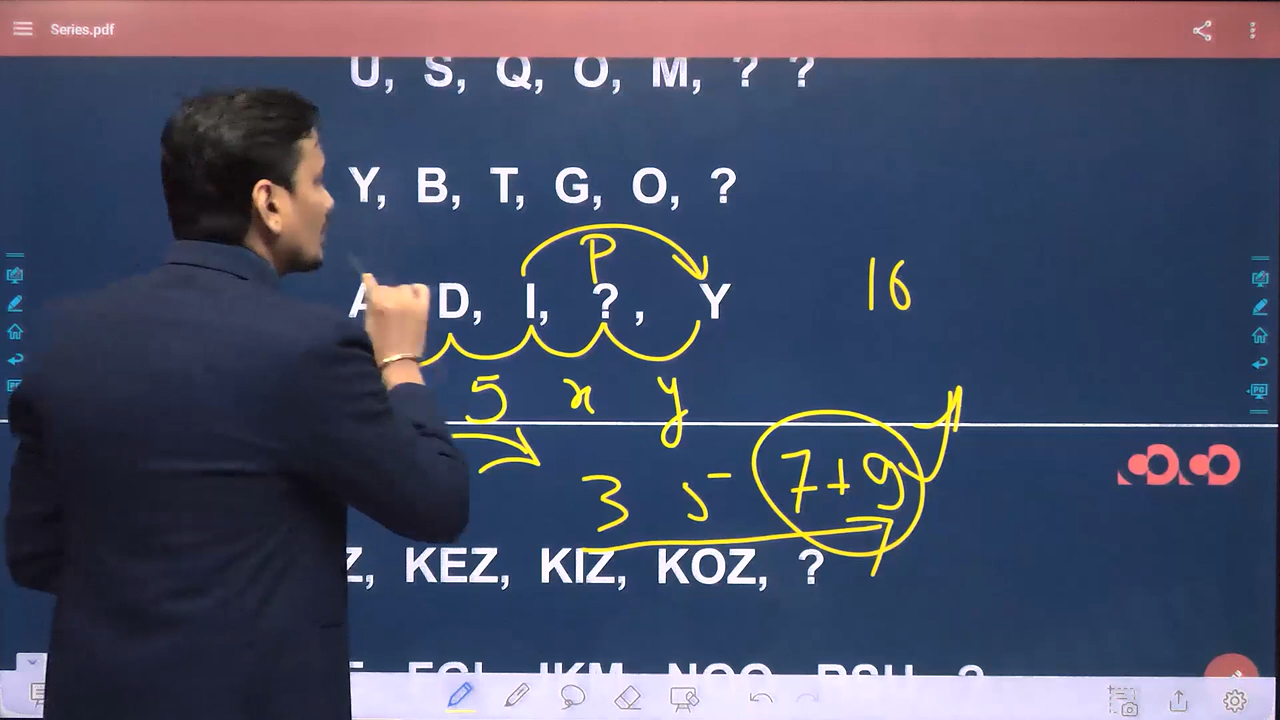 Series.pdf
U, S, Q, O, M, ? ?
Y, B, T, G, O, ?
P
A D, I, ?, Y 16
5 x y
3 5 7+9
Z, KEZ, KIZ, KOZ, ?